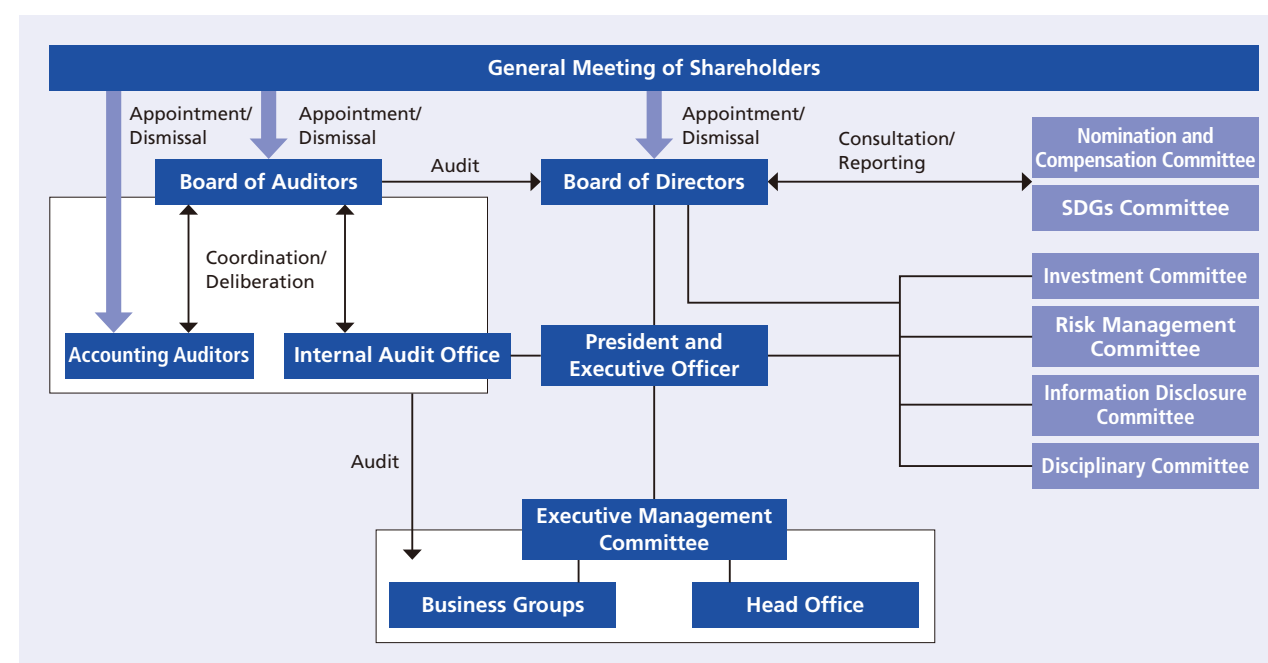 General Meeting of Shareholders
Appointment/
Dismissal
Appointment/
Dismissal
Appointment/
Dismissal
Consultation/
Reporting
Nomination and
Compensation Committee
Board of Auditors
Audit
Board of Directors
SDGs Committee
Coordination/
Deliberation
Investment Committee
Accounting Auditors
Internal Audit Office
President and
Executive Officer
Risk Management
Committee
Information Disclosure
Committee
Audit
Disciplinary Committee
Executive Management
Committee
Business Groups
Head Office